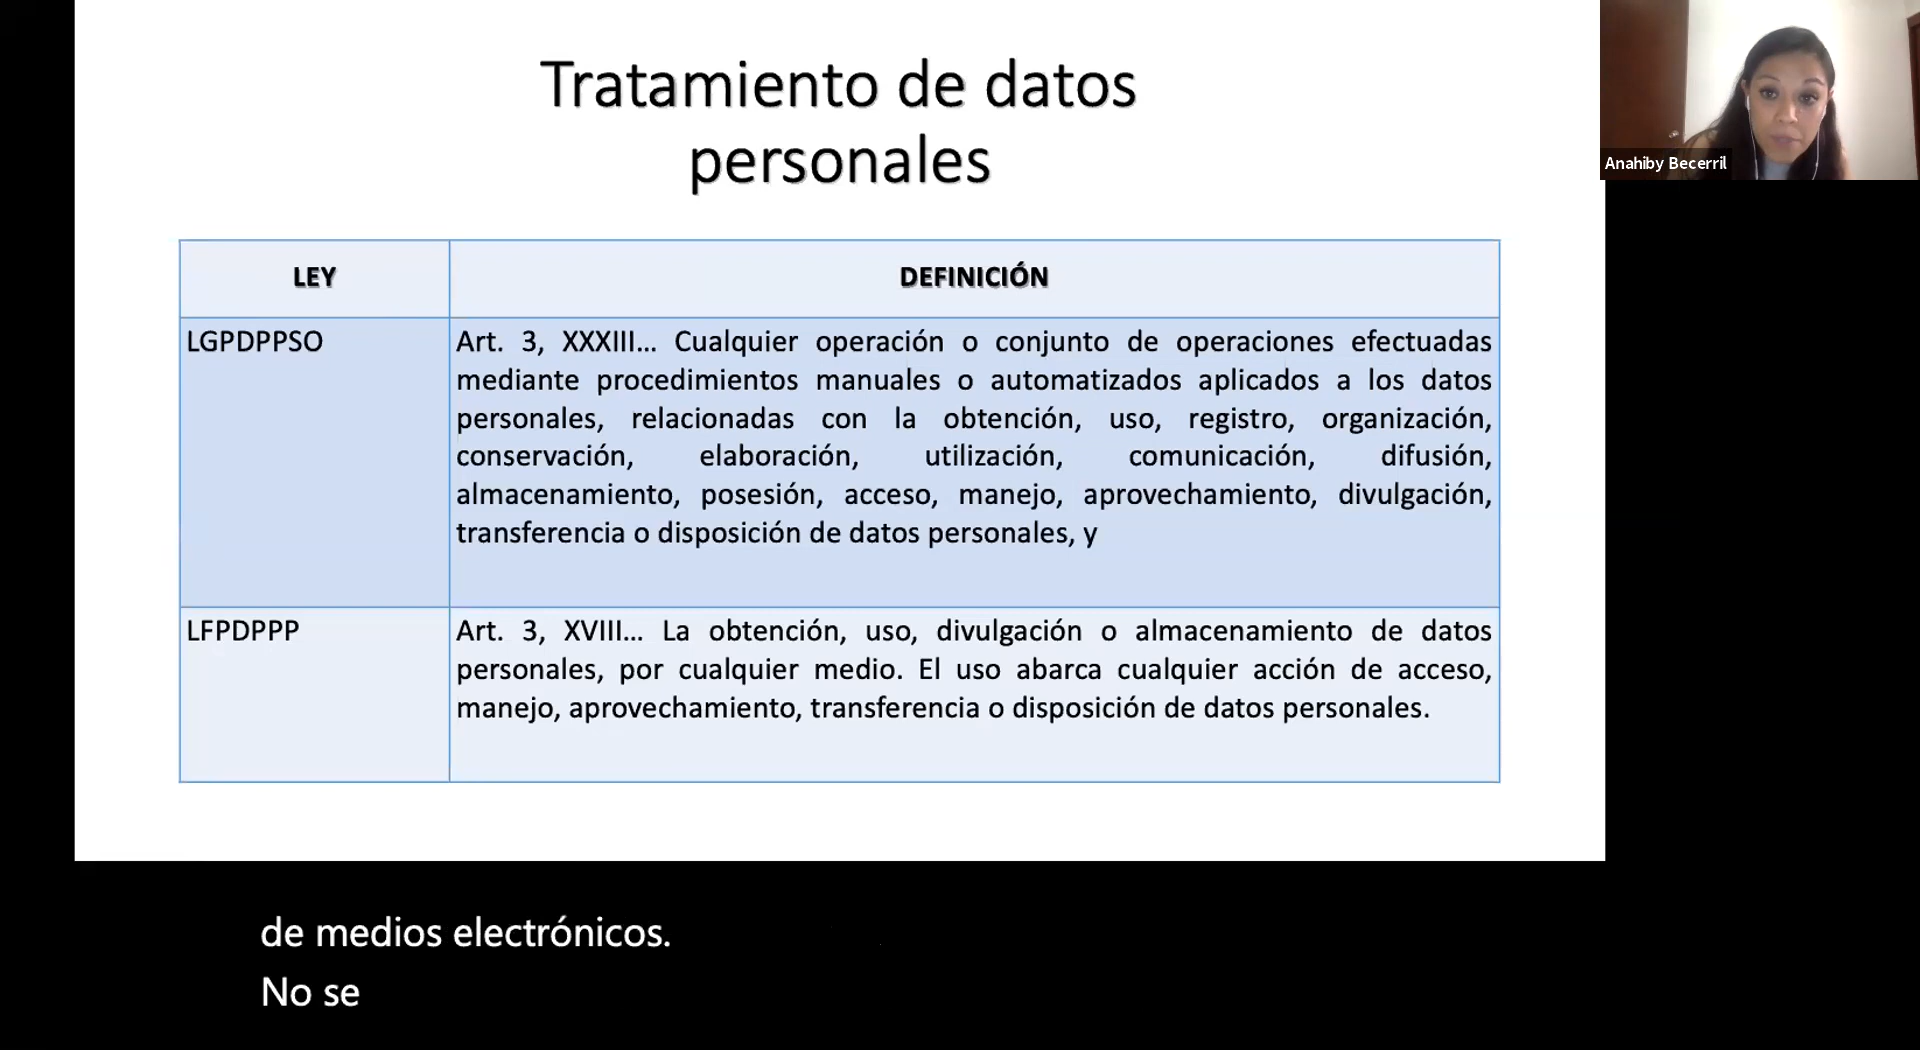 Tratamiento de datos
personales
Anahiby Becerril
LEY
DEFINICIÓN
LGPDPPSO
Art. 3, XXXIII... Cualquier operación o conjunto de operaciones efectuadas
mediante procedimientos manuales o automatizados aplicados a los datos
personales, relacionadas con la obtención, uso, registro, organización,
conservación, elaboración, utilización, comunicación, difusión,
almacenamiento, posesión, acceso, manejo, aprovechamiento, divulgación,
transferencia o disposición de datos personales, y
LFPDPPP
Art. 3, XVIII... La obtención, uso, divulgación o almacenamiento de datos
personales, por cualquier medio. El uso abarca cualquier acción de acceso,
manejo, aprovechamiento, transferencia o disposición de datos personales.
de medios electrónicos.
No se